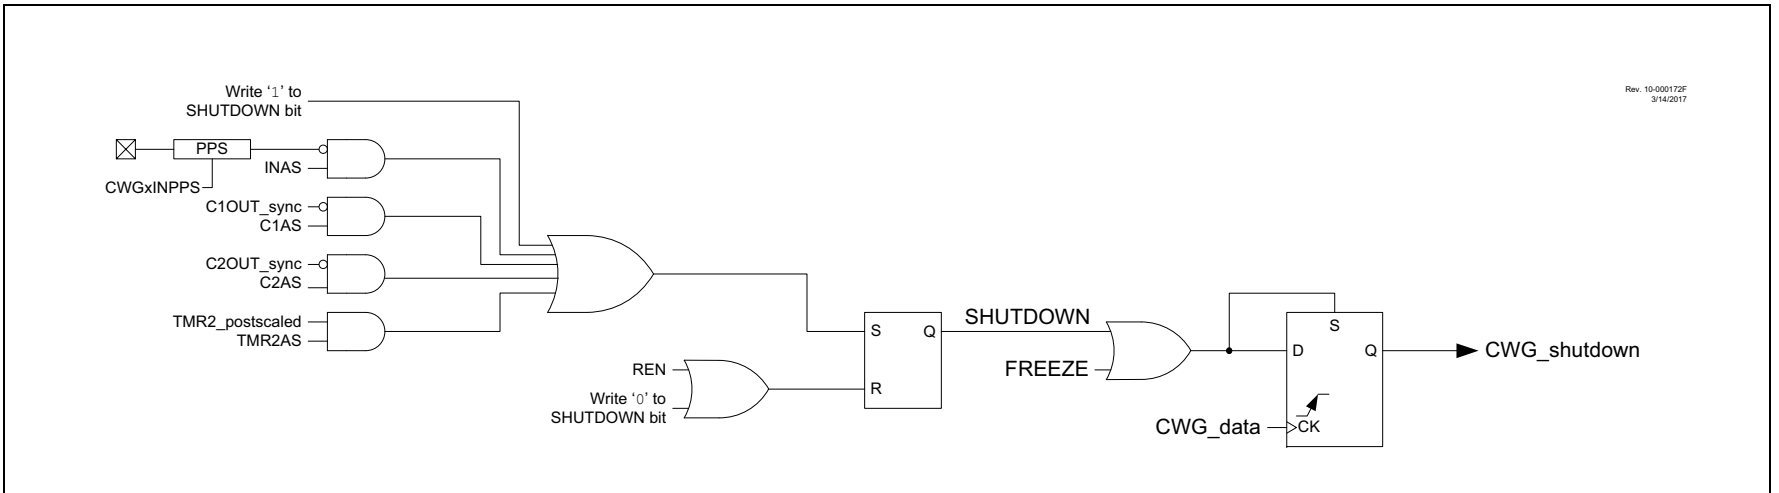 Rev. 10-000172F
3/14/2017
Write ‘1’ to
SHUTDOWN bit
PPS
INAS
CWGxINPPS
C1OUT_sync
C1AS
C2OUT_sync
C2AS
TMR2_postscaled
TMR2AS
REN
Write ‘0’ to
SHUTDOWN bit
S
Q
R
SHUTDOWN
FREEZE
S
D
Q
CWG_shutdown
CWG_data
CK